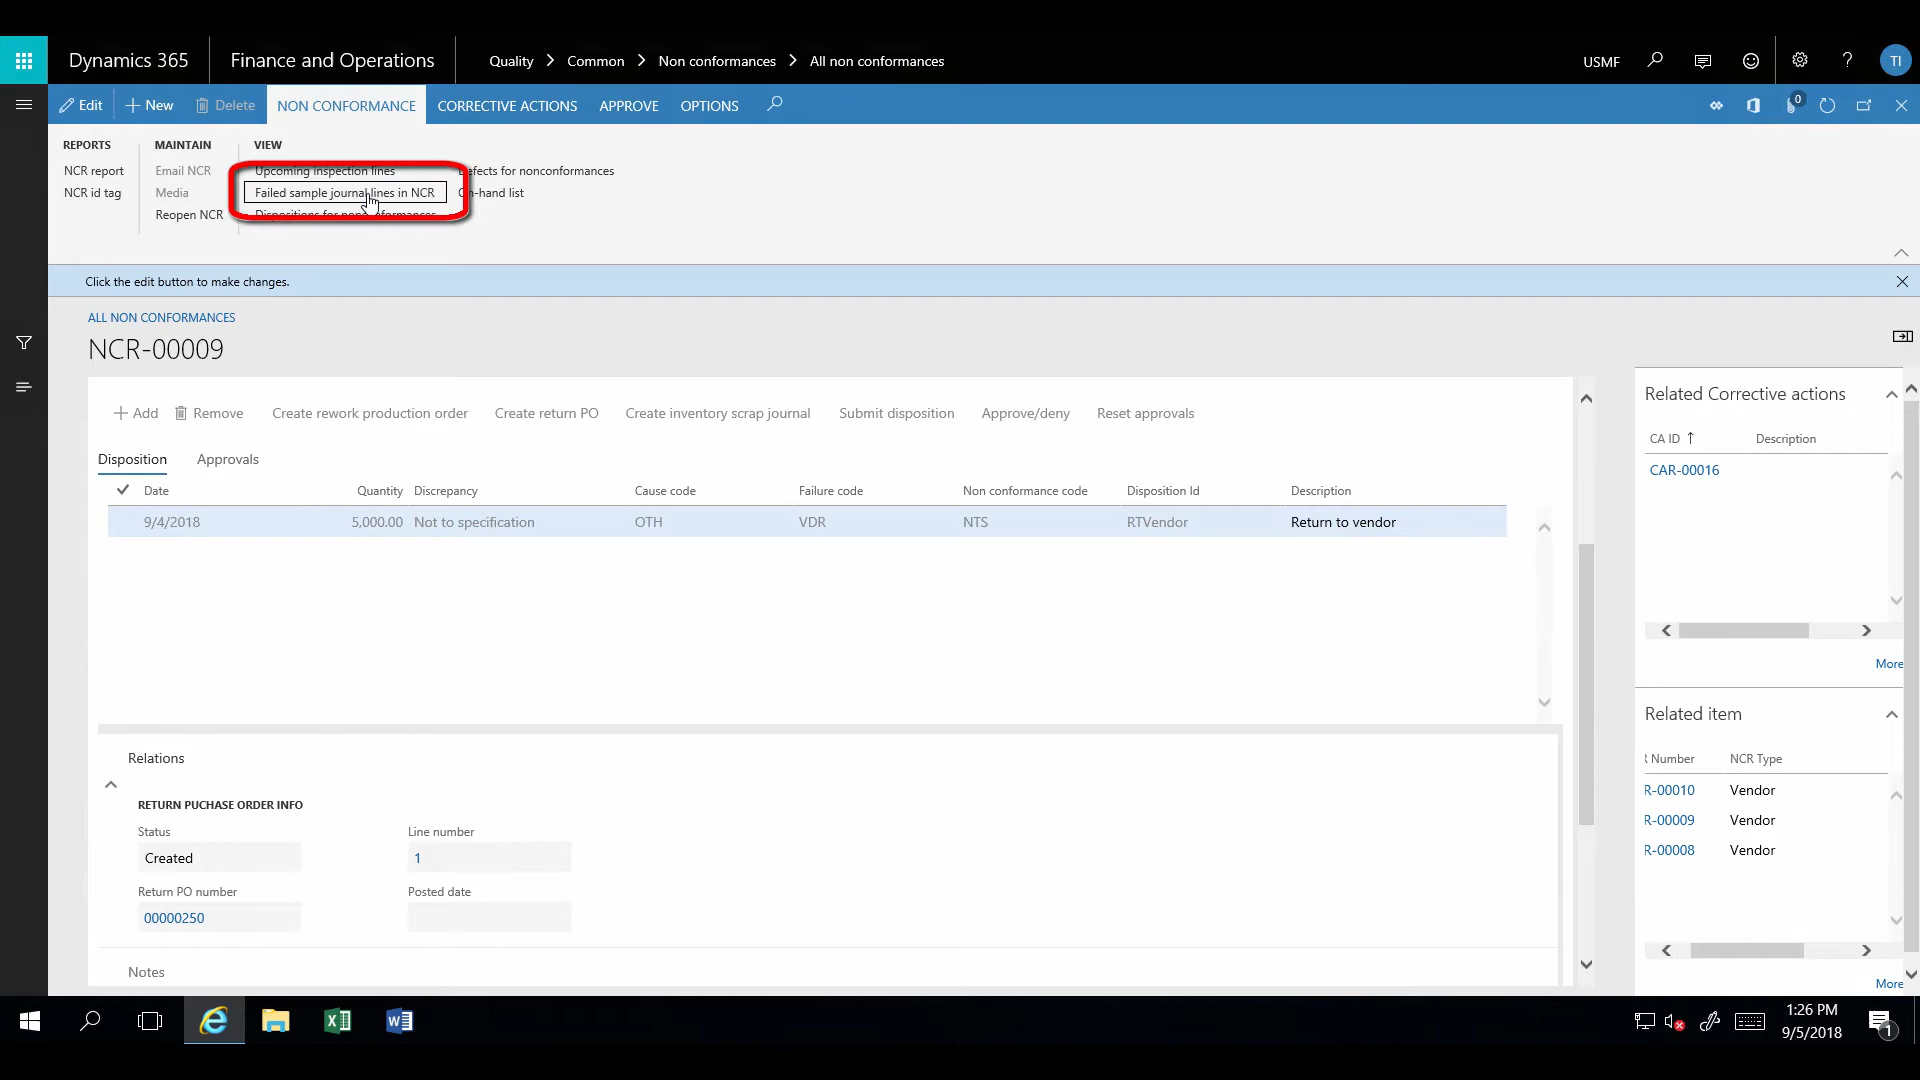 Dynamics 365
Finance and Operations
Quality
Common
Non conformances
All non conformances
USMF
?
TI
Edit
New
Delete
NON CONFORMANCE
CORRECTIVE ACTIONS
APPROVE
OPTIONS
0
REPORTS
NCR report
NCR id tag
MAINTAIN
Email NCR
Media
Reopen NCR
VIEW
Upcoming inspection lines
Failed sample journal lines in NCR
Dispositions for nonconformances
efects for nonconformances
n-hand list
Click the edit button to make changes.
ALL NON CONFORMANCES
NCR-00009
Add
Remove
Create rework production order
Create return PO
Create inventory scrap journal
Submit disposition
Approve/deny
Reset approvals
Disposition
Approvals
Date Quantity Discrepancy Cause code Failure code Non conformance code Disposition Id Description
9/4/2018 5,000.00 Not to specification OTH VDR NTS RTVendor Return to vendor
Relations
RETURN PUCHASE ORDER INFO
Status
Created
Line number
1
Return PO number
00000250
Posted date
Notes
Related Corrective actions
CA ID Description
CAR-00016
More
Related item
R Number NCR Type
R-00010 Vendor
R-00009 Vendor
R-00008 Vendor
More
1:26 PM
9/5/2018
1